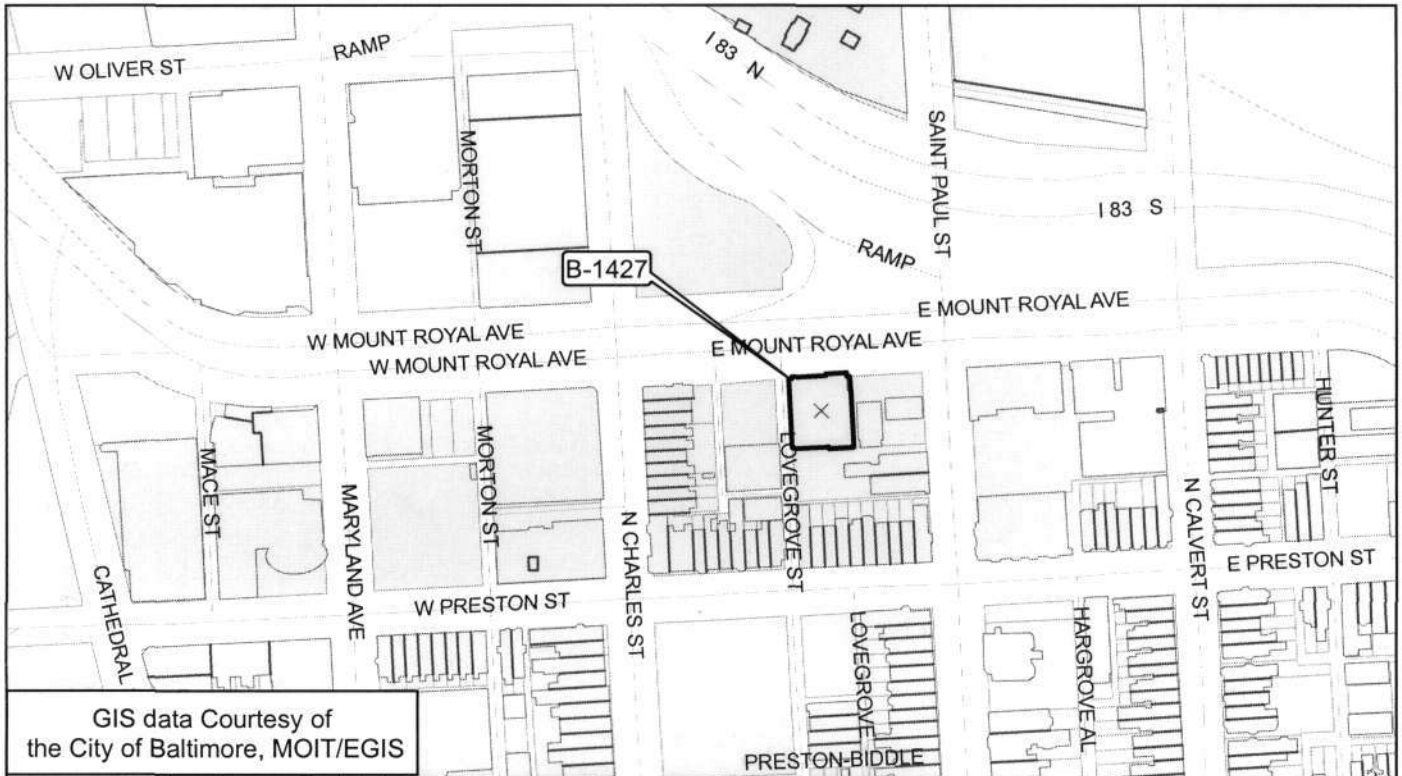 W OLIVER ST
RAMP
I 83 N
MORTON ST
SAINT PAUL ST
I 83 S
B-1427
RAMP
W MOUNT ROYAL AVE
E MOUNT ROYAL AVE
E MOUNT ROYAL AVE
W MOUNT ROYAL AVE
MACE ST
MARYLAND AVE
MORTON ST
N CHARLES ST
LOVEGROVE ST
N CALVERT ST
HUNTER ST
CATHEDRAL
W PRESTON ST
E PRESTON ST
LOVEGROVE
HARGROVE AL
GIS data Courtesy of
the City of Baltimore, MOIT/EGIS
PRESTON-BIDDLE